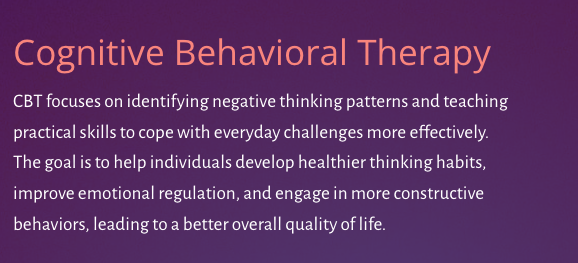 Cognitive Behavioral Therapy
CBT focuses on identifying negative thinking patterns and teaching
practical skills to cope with everyday challenges more effectively.
The goal is to help individuals develop healthier thinking habits,
improve emotional regulation, and engage in more constructive
behaviors, leading to a better overall quality of life.